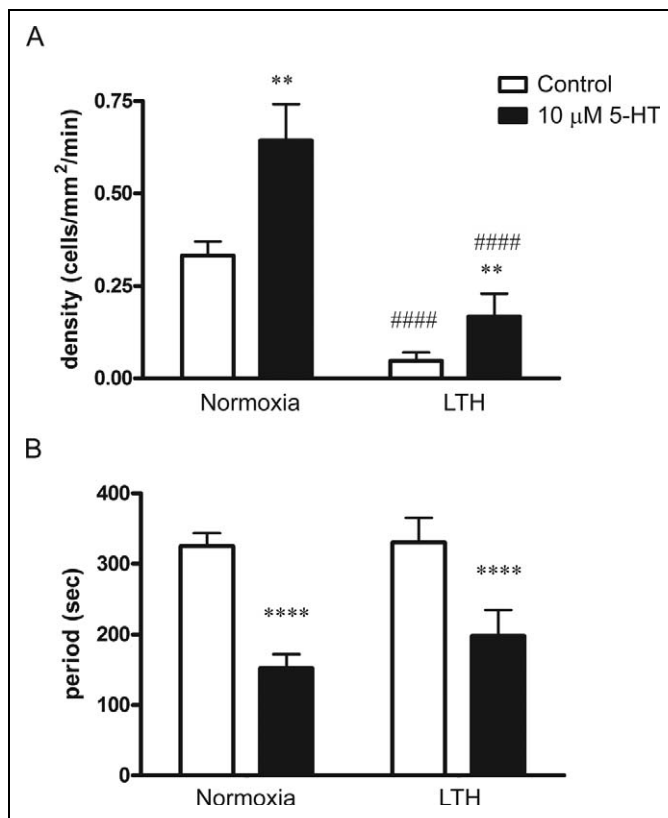 A
**
Control
10 μM 5-HT
0.75
0.50
0.25
0.00
density (cells/mm²/min)
####
####
**
Normoxia
LTH
B
400
300
200
100
0
period (sec)
****
****
Normoxia
LTH